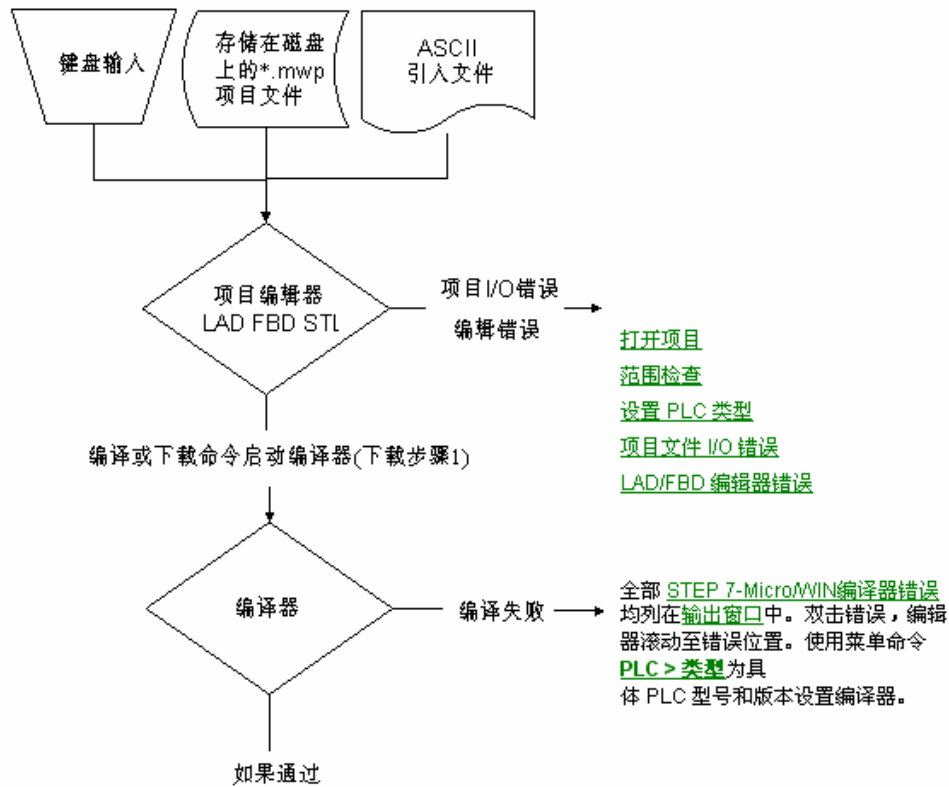 键盘输入
存储在磁盘
上的*.mwp
项目文件
ASCII
引入文件
项目编辑器
LAD FBD STL
项目I/O错误
编辑错误
打开项目
范围检查
设置 PLC 类型
项目文件 I/O 错误
LAD/FBD 编辑器错误
编译或下载命令启动编译器(下载步骤1)
编译器
编译失败
全部 STEP 7-Micro/WIN编译器错误
均列在输出窗口中。双击错误，编辑
器滚动至错误位置。使用菜单命令
PLC > 类型为具
体 PLC 型号和版本设置编译器。
如果通过